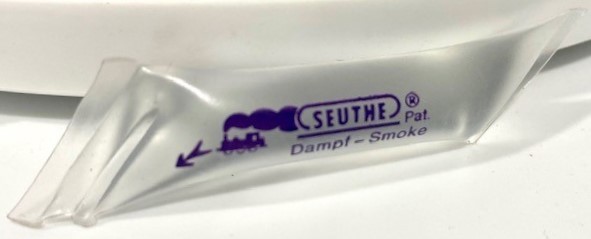 SEUTHE ®
Pat.
Dampf - Smoke